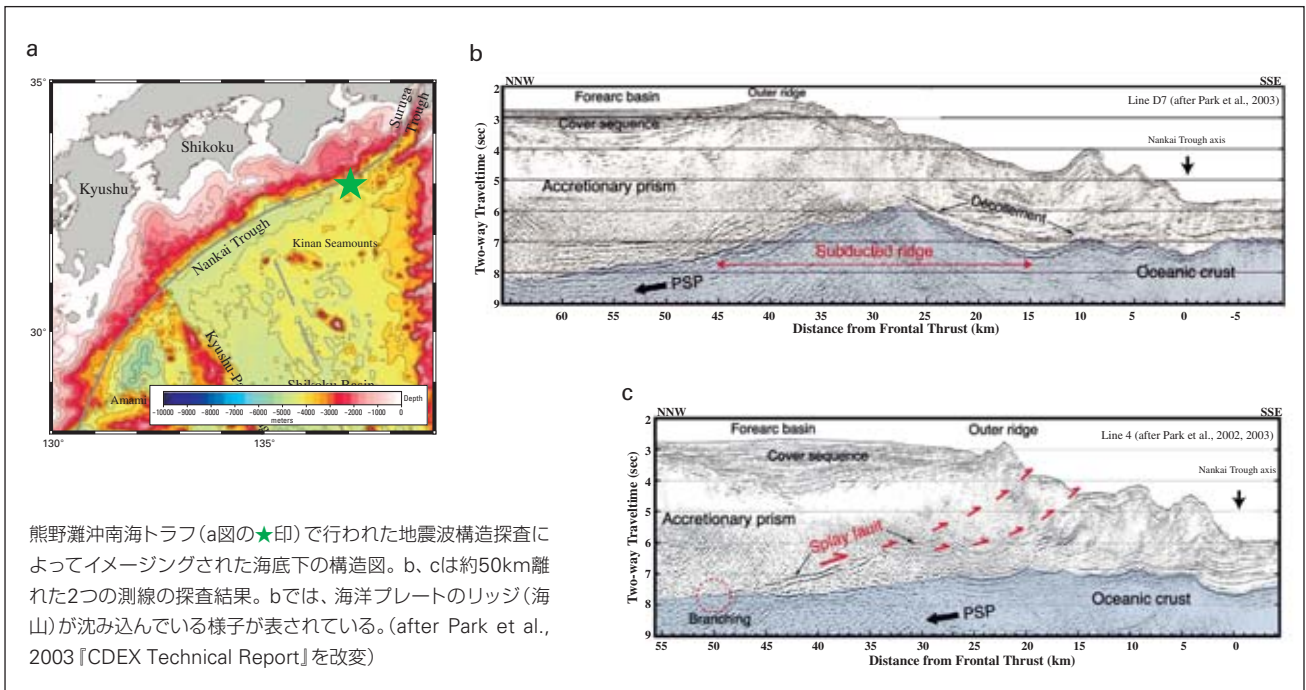 a
35°
30°
130°
135°
Suruga
Trough
Shikoku
Kyushu
Nankai Trough
Kinan Seamounts
Kyushu-Pa
Shikoku Basin
Amami
Depth
-10000 -9000 -8000 -7000 -6000 -5000 -4000 -3000 -2000 -1000 0
meters
b
NNW
SSE
Forearc basin
Outer ridge
Line D7 (after Park et al., 2003)
Cover sequence
Nankai Trough axis
Accretionary prism
Décollement
Subducted ridge
Oceanic crust
PSP
Two-way Traveltime (sec)
2
3
4
5
6
7
8
9
60 55 50 45 40 35 30 25 20 15 10 5 0 -5
Distance from Frontal Thrust (km)
c
NNW
SSE
Forearc basin
Outer ridge
Line 4 (after Park et al., 2002, 2003)
Cover sequence
Nankai Trough axis
Accretionary prism
Splay fault
Branching
Oceanic crust
PSP
Two-way Traveltime (sec)
2
3
4
5
6
7
8
9
55 50 45 40 35 30 25 20 15 10 5 0
Distance from Frontal Thrust (km)
熊野灘沖南海トラフ（a図の★印）で行われた地震波構造探査に
よってイメージングされた海底下の構造図。b、cは約50km離
れた2つの測線の探査結果。bでは、海洋プレートのリッジ（海
山）が沈み込んでいる様子が表されている。（after Park et al.,
2003『CDEX Technical Report』を改変）